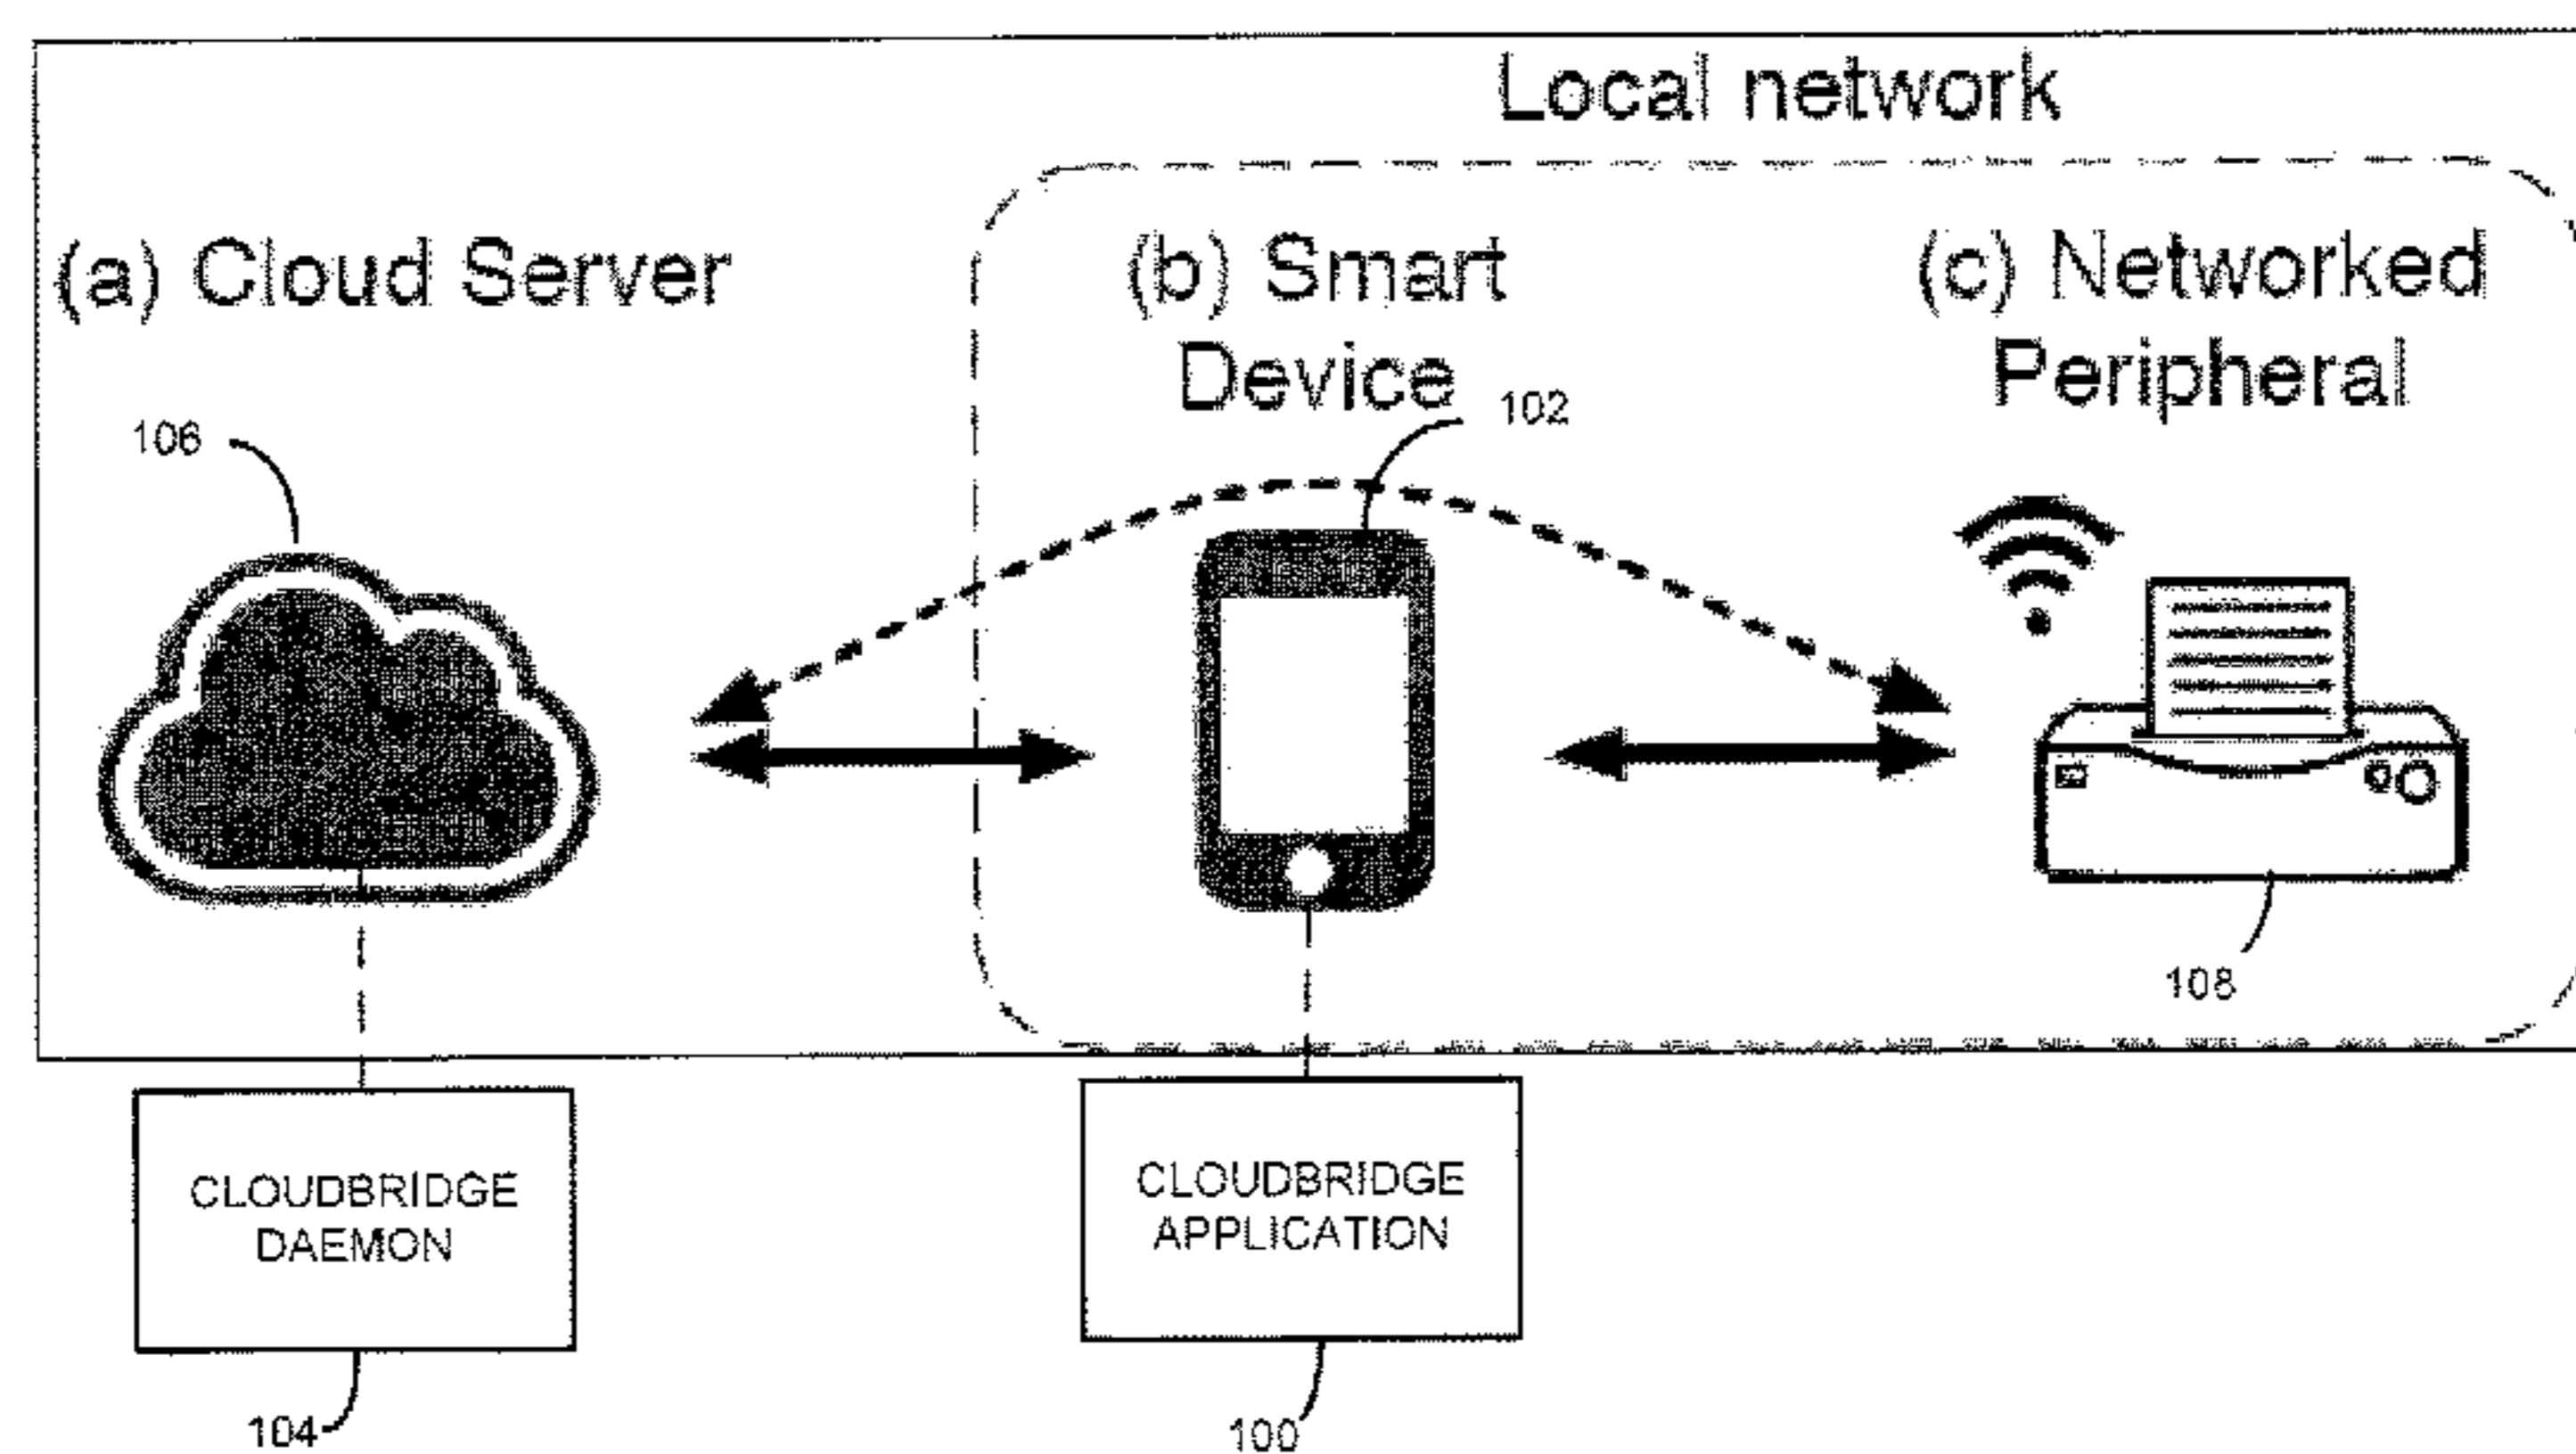 Local network
(a) Cloud Server
(b) Smart
Device
(c) Networked
Peripheral
106
102
108
CLOUDBRIDGE
DAEMON
CLOUDBRIDGE
APPLICATION
104
100